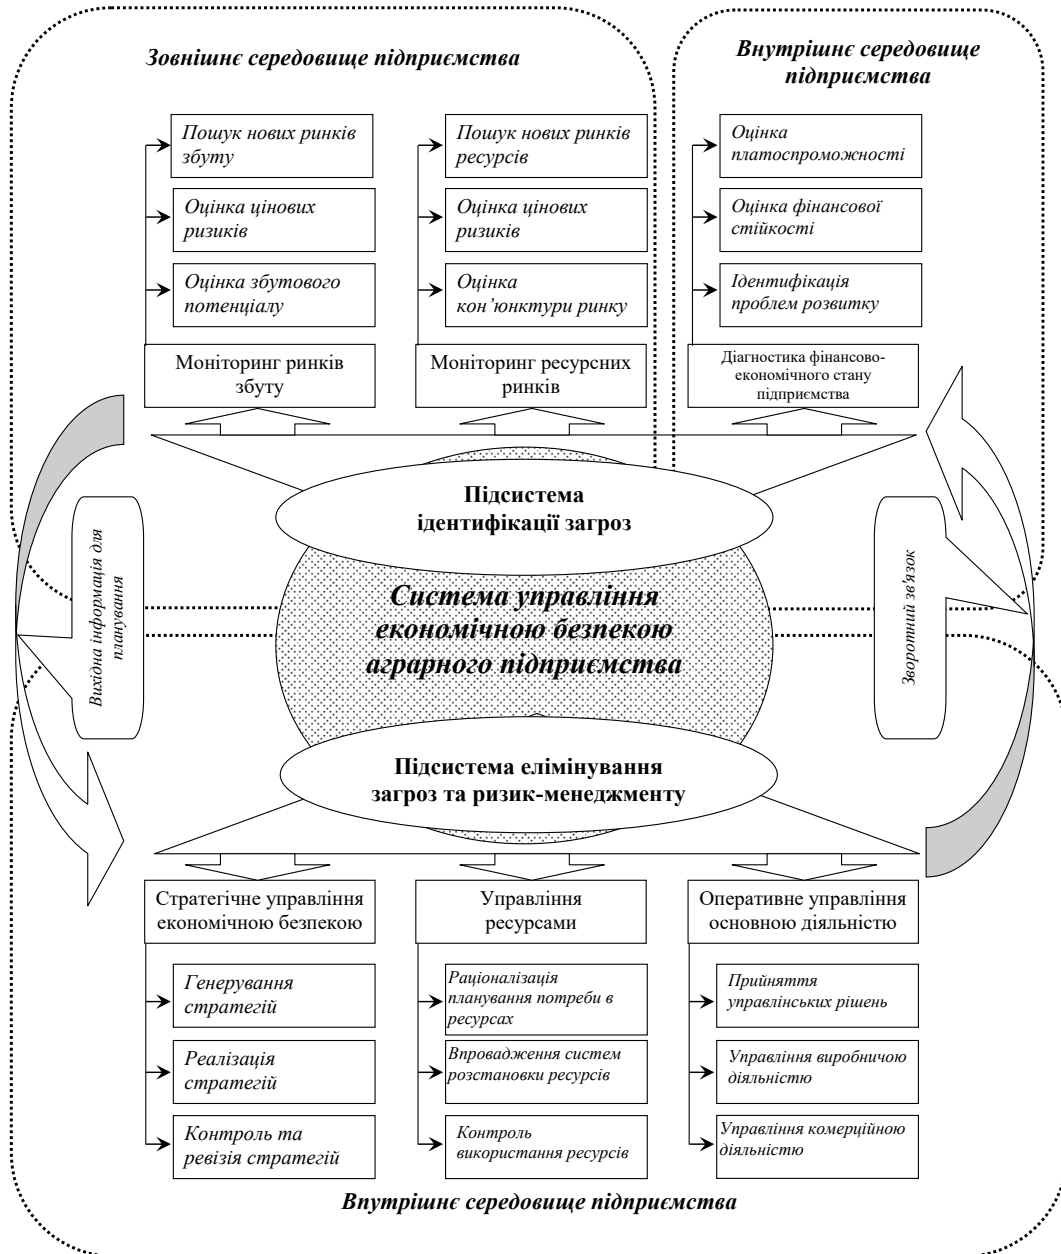 Зовнішнє середовище підприємства
Внутрішнє середовище
підприємства
Пошук нових ринків
збуту
Пошук нових ринків
ресурсів
Оцінка
платоспроможності
Оцінка цінових
ризиків
Оцінка цінових
ризиків
Оцінка фінансової
стійкості
Оцінка збутового
потенціалу
Оцінка
кон’юнктури ринку
Ідентифікація
проблем розвитку
Моніторинг ринків
збуту
Моніторинг ресурсних
ринків
Діагностика фінансово-
економічного стану
підприємства
Підсистема
ідентифікації загроз
Вихідна інформація для
планування
Система управління
економічною безпекою
аграрного підприємства
Зворотний зв'язок
Підсистема елімінування
загроз та ризик-менеджменту
Стратегічне управління
економічною безпекою
Управління
ресурсами
Оперативне управління
основною діяльністю
Генерування
стратегій
Раціоналізація
планування потреби в
ресурсах
Прийняття
управлінських рішень
Реалізація
стратегій
Впровадження систем
розстановки ресурсів
Управління виробничою
діяльністю
Контроль та
ревізія стратегій
Контроль
використання ресурсів
Управління комерційною
діяльністю
Впутрішнє середовище підприємства